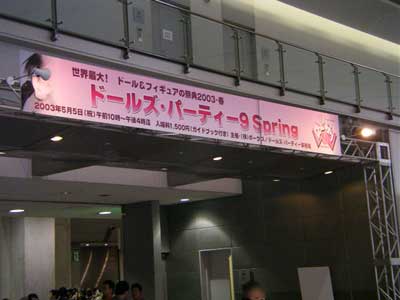 世界最大! ドール&フィギュアの祭典2003・春
ドールズ・パーティー9 Spring
2003年5月5日(祝)午前10時〜午後4時迄 入場料1,500円(ガイドブック付き) 主催・(株)ボークス/ドールズ・パーティー事務局